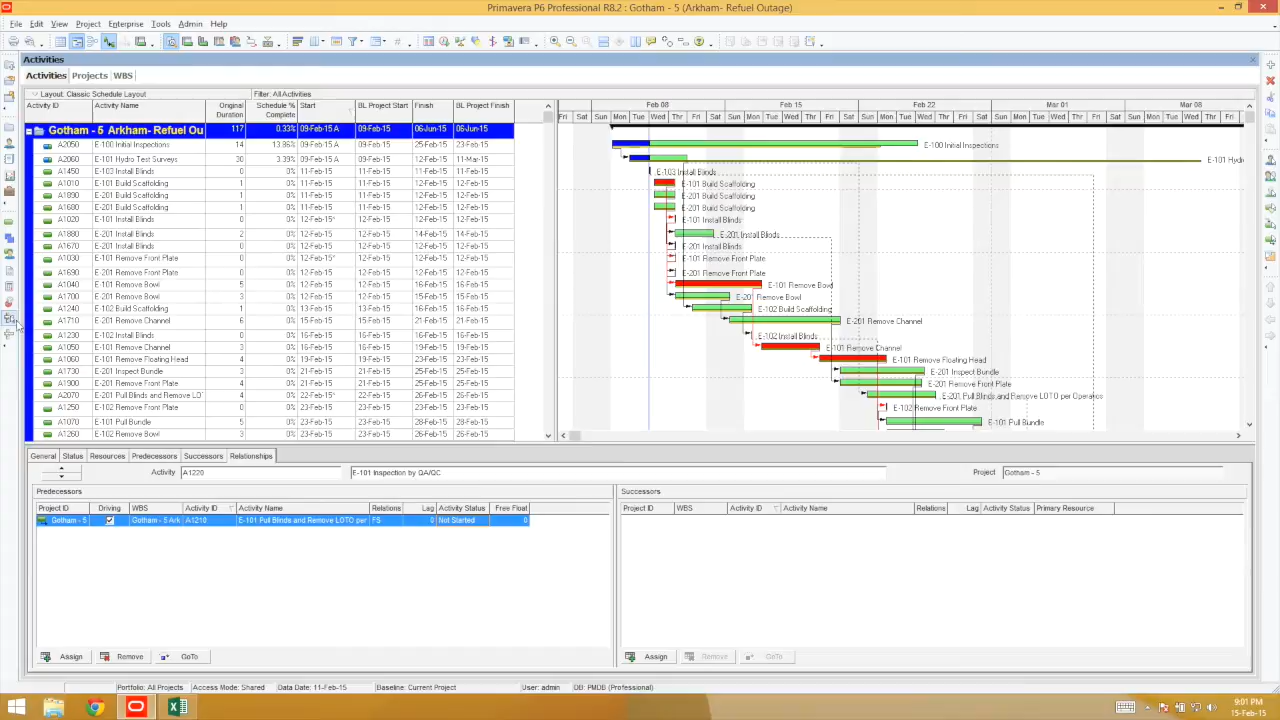 Primavera P6 Professional R8.2 : Gotham - 5 (Arkham- Refuel Outage)
File Edit View Project Enterprise Tools Admin Help
Activities
Activities Projects WBS
Layout: Classic Schedule Layout Filter: All Activities
Activity ID Activity Name Original Duration Schedule % Complete Start BL Project Start Finish BL Project Finish
Feb 08 Feb 15 Feb 22 Mar 01 Mar 08
Fri Sat Sun Mon Tue Wed Thr Fri Sat Sun Mon Tue Wed Thr Fri Sat Sun Mon Tue Wed Thr Fri Sat Sun Mon Tue Wed Thr Fri Sat Sun Mon Tue Wed Thr Fri
Gotham - 5 Arkham- Refuel Ou 117 0.33% 09-Feb-15 A 09-Feb-15 06-Jun-15 06-Jun-15
A2050 E-100 Initial Inspections 14 13.86% 09-Feb-15 A 09-Feb-15 25-Feb-15 23-Feb-15 E-100 Initial Inspections
A2060 E-101 Hydro Test Surveys 30 3.39% 09-Feb-15 A 09-Feb-15 12-Feb-15 11-Mar-15 E-101 Hydr
A1450 E-103 Install Blinds 0 0% 11-Feb-15 11-Feb-15 11-Feb-15 11-Feb-15 E-103 Install Blinds
A1010 E-101 Build Scaffolding 1 0% 11-Feb-15 11-Feb-15 12-Feb-15 12-Feb-15 E-101 Build Scaffolding
A1890 E-201 Build Scaffolding 1 0% 11-Feb-15 11-Feb-15 12-Feb-15 12-Feb-15 E-201 Build Scaffolding
A1680 E-201 Build Scaffolding 1 0% 11-Feb-15 11-Feb-15 12-Feb-15 12-Feb-15 E-201 Build Scaffolding
A1020 E-101 Install Blinds 0 0% 12-Feb-15* 12-Feb-15 12-Feb-15 12-Feb-15 E-101 Install Blinds
A1880 E-201 Install Blinds 2 0% 12-Feb-15 12-Feb-15 14-Feb-15 14-Feb-15 E-201 Install Blinds
A1670 E-201 Install Blinds 0 0% 12-Feb-15 12-Feb-15 12-Feb-15 12-Feb-15 E-201 Install Blinds
A1030 E-101 Remove Front Plate 0 0% 12-Feb-15* 12-Feb-15 12-Feb-15 12-Feb-15 E-101 Remove Front Plate
A1690 E-201 Remove Front Plate 0 0% 12-Feb-15 12-Feb-15 12-Feb-15 12-Feb-15 E-201 Remove Front Plate
A1040 E-101 Remove Bowl 5 0% 12-Feb-15 12-Feb-15 16-Feb-15 16-Feb-15 E-101 Remove Bowl
A1700 E-201 Remove Bowl 3 0% 12-Feb-15 12-Feb-15 15-Feb-15 15-Feb-15 E-201 Remove Bowl
A1240 E-102 Build Scaffolding 1 0% 13-Feb-15 13-Feb-15 16-Feb-15 16-Feb-15 E-102 Build Scaffolding
A1710 E-201 Remove Channel 6 0% 15-Feb-15 15-Feb-15 21-Feb-15 21-Feb-15 E-201 Remove Channel
A1230 E-102 Install Blinds 0 0% 16-Feb-15 16-Feb-15 16-Feb-15 16-Feb-15 E-102 Install Blinds
A1050 E-101 Remove Channel 3 0% 16-Feb-15 16-Feb-15 19-Feb-15 19-Feb-15 E-101 Remove Channel
A1060 E-101 Remove Floating Head 4 0% 19-Feb-15 19-Feb-15 23-Feb-15 23-Feb-15 E-101 Remove Floating Head
A1730 E-201 Inspect Bundle 3 0% 21-Feb-15 21-Feb-15 25-Feb-15 25-Feb-15 E-201 Inspect Bundle
A1900 E-201 Remove Front Plate 4 0% 21-Feb-15 21-Feb-15 25-Feb-15 25-Feb-15 E-201 Remove Front Plate
A2070 E-201 Pull Blinds and Remove LO' 4 0% 22-Feb-15* 22-Feb-15 26-Feb-15 26-Feb-15 E-201 Pull Blinds and Remove LOTO per Operations
A1250 E-102 Remove Front Plate 0 0% 23-Feb-15 23-Feb-15 23-Feb-15 23-Feb-15 E-102 Remove Front Plate
A1070 E-101 Pull Bundle 5 0% 23-Feb-15 23-Feb-15 28-Feb-15 28-Feb-15 E-101 Pull Bundle
A1260 E-102 Remove Bowl 3 0% 23-Feb-15 23-Feb-15 26-Feb-15 26-Feb-15
General Status Resources Predecessors Successors Relationships
Activity A1220 E-101 Inspection by QA/QC Project Gotham - 5
Predecessors Successors
Project ID Driving WBS Activity ID Activity Name Relations Lag Activity Status Free Float
Project ID WBS Activity ID Activity Name Relations Lag Activity Status Primary Resource
Gotham - 5 Gotham - 5 Ark A1210 E-101 Pull Blinds and Remove LOTO per FS 0 Not Started 0
Assign Remove GoTo Assign Remove GoTo
Portfolio: All Projects Access Mode: Shared Data Date: 11-Feb-15 Baseline: Current Project User: admin DB: PMDB (Professional)
9:01 PM
15-Feb-15